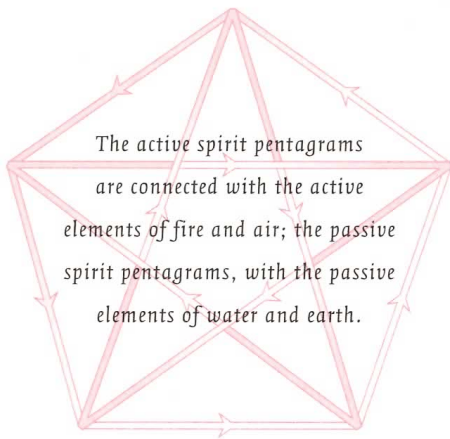 The active spirit pentagrams
are connected with the active
elements of fire and air; the passive
spirit pentagrams, with the passive
elements of water and earth.